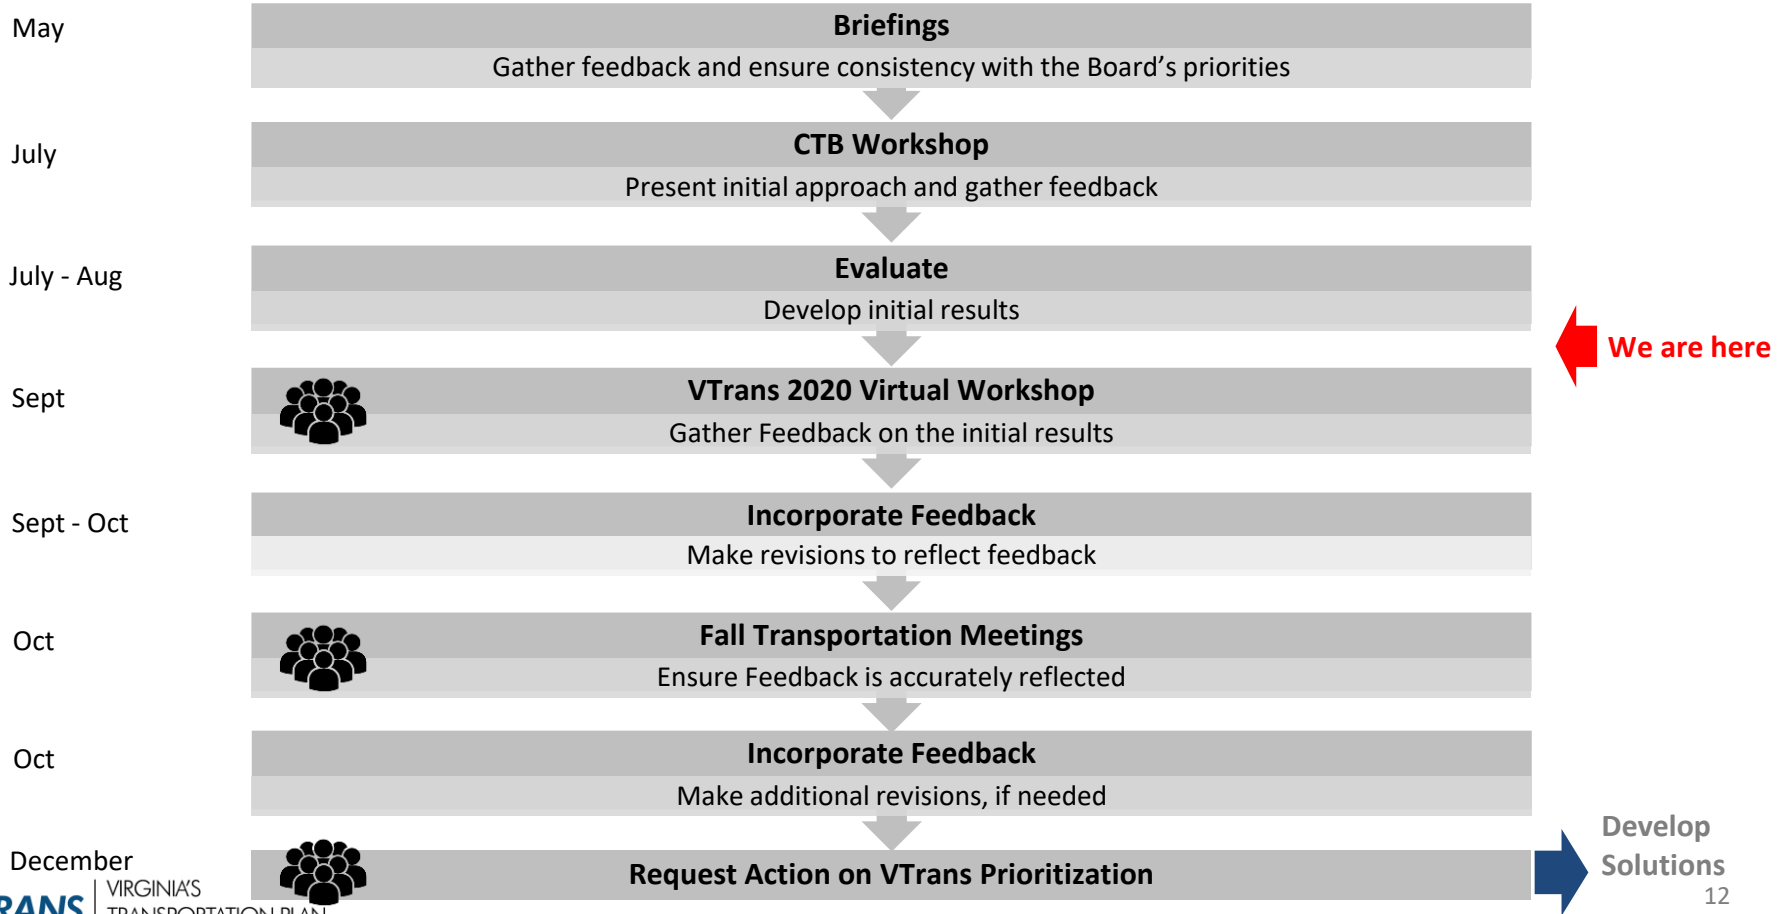 May
Briefings
Gather feedback and ensure consistency with the Board’s priorities
July
CTB Workshop
Present initial approach and gather feedback
July - Aug
Evaluate
Develop initial results
We are here
Sept
VTrans 2020 Virtual Workshop
Gather Feedback on the initial results
Sept - Oct
Incorporate Feedback
Make revisions to reflect feedback
Oct
Fall Transportation Meetings
Ensure Feedback is accurately reflected
Oct
Incorporate Feedback
Make additional revisions, if needed
December
Request Action on VTrans Prioritization
Develop
Solutions
RANS
VIRGINIA'S
TRANSPORTATION PLAN
12